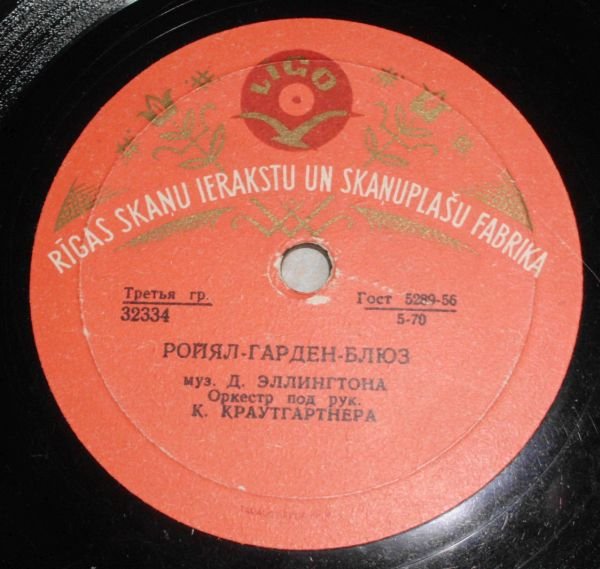 LIGO
RĪGAS SKAŅU IERAKSTU UN SKAŅUPLAŠU FABRIKA
Третья гр.
32334
Гост 5289-56
5-70
РОЙЯЛ-ГАРДЕН-БЛЮЗ
муз. Д. ЭЛЛИНГТОНА
Оркестр под рук.
К. КРАУТГАРТНЕРА